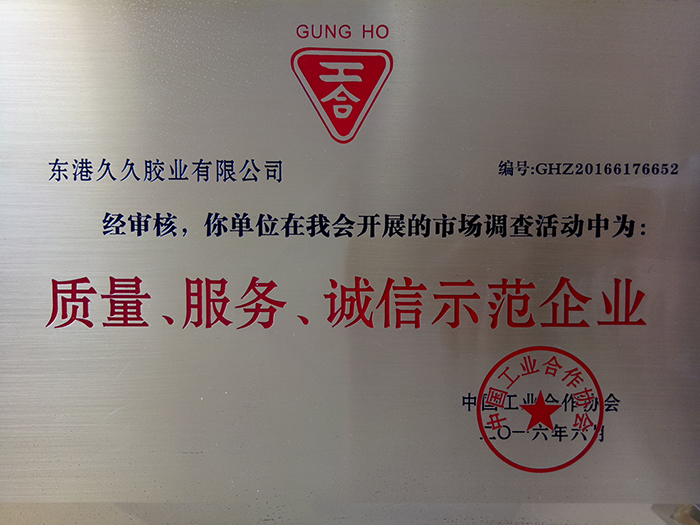 GUNG HO
工合
东港久久胶业有限公司
编号:GHZ20166176652
经审核，你单位在我会开展的市场调查活动中为：
质量、服务、诚信示范企业
中国工业合作协会
二〇一六年六月
中国工业合作协会